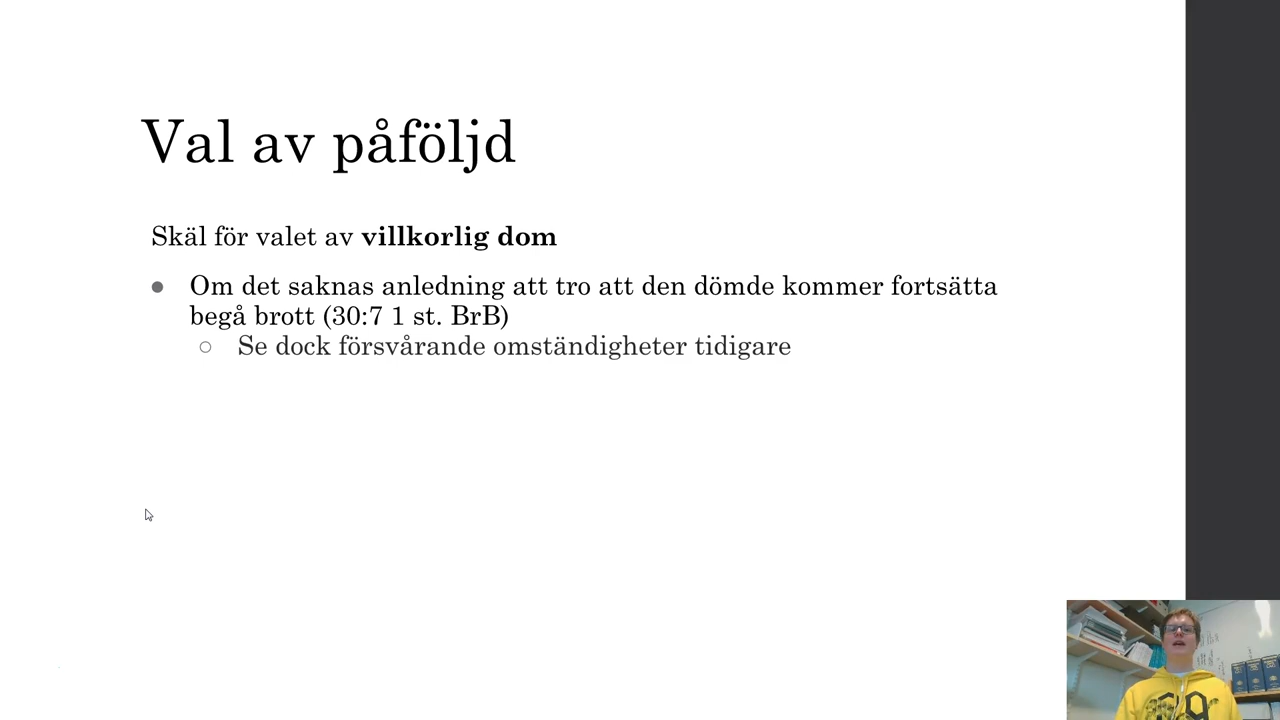 Val av påföljd
Skäl för valet av villkorlig dom
● Om det saknas anledning att tro att den dömde kommer fortsätta
begå brott (30:7 1 st. BrB)
○ Se dock försvårande omständigheter tidigare